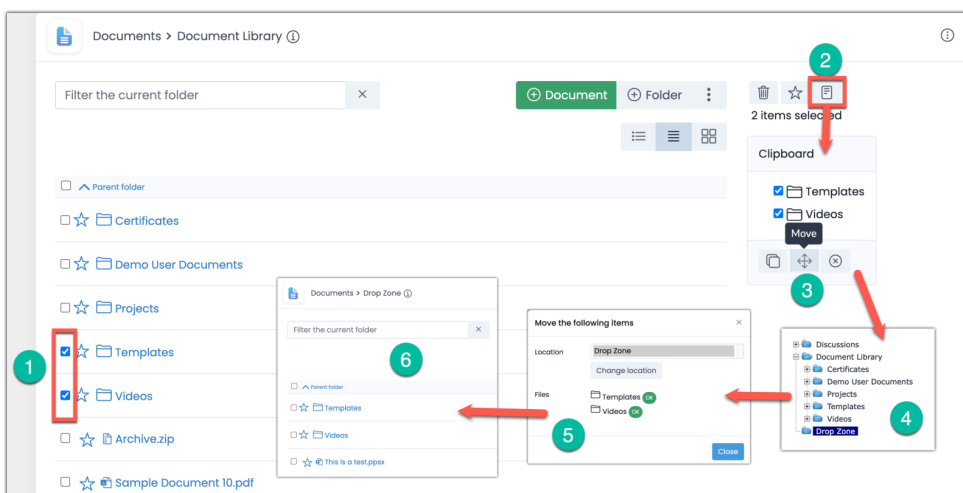 Documents > Document Library
2
Filter the current folder
Document
Folder
2 items selected
Clipboard
Templates
Videos
Move
3
Parent folder
Certificates
Demo User Documents
Projects
1
Templates
Videos
Archive.zip
Sample Document 10.pdf
Documents > Drop Zone
Filter the current folder
6
Parent folder
Templates
Videos
This is a test.ppsx
Move the following items
Location Drop Zone
Change location
Files
Templates OK
Videos OK
5
Close
Discussions
Document Library
Certificates
Demo User Documents
Projects
Templates
Videos
Drop Zone
4